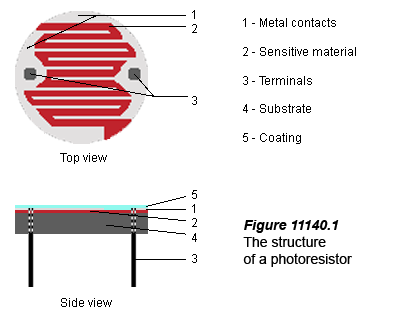 1
2
3
Top view
1 - Metal contacts
2 - Sensitive material
3 - Terminals
4 - Substrate
5 - Coating
5
1
2
4
3
Side view
Figure 11140.1
The structure
of a photoresistor